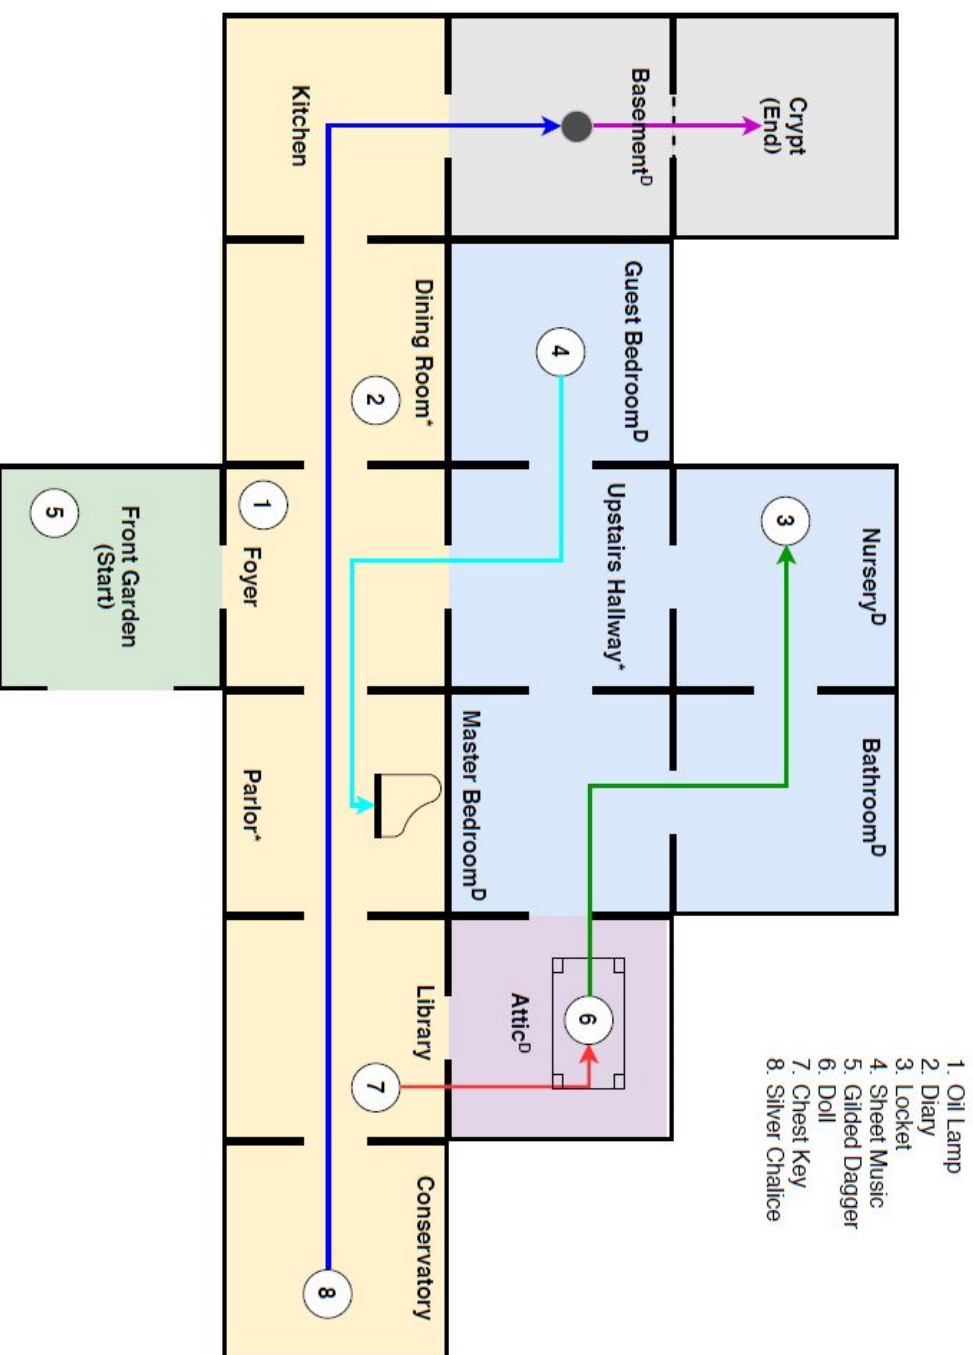 1. Oil Lamp
2. Diary
3. Locket
4. Sheet Music
5. Gilded Dagger
6. Doll
7. Chest Key
8. Silver Chalice
Crypt
(End)
Nursery^D
Bathroom^D
3
Basement^D
Guest Bedroom^D
Upstairs Hallway*
4
6
Attic^D
Master Bedroom^D
Dining Room*
Library
Conservatory
2
7
Kitchen
8
1
Foyer
Parlor*
Front Garden
(Start)
5